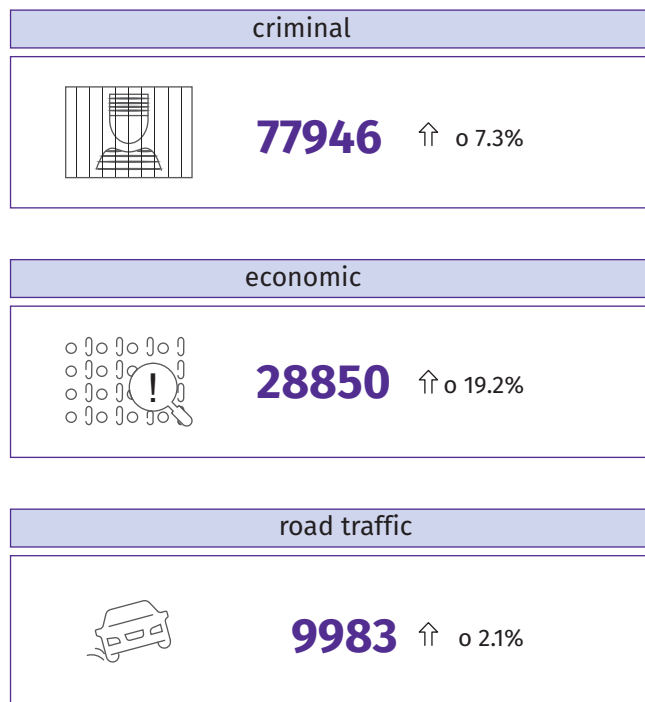 criminal
77946 ⇧ o 7.3%
economic
! 28850 ⇧ o 19.2%
road traffic
9983 ⇧ o 2.1%